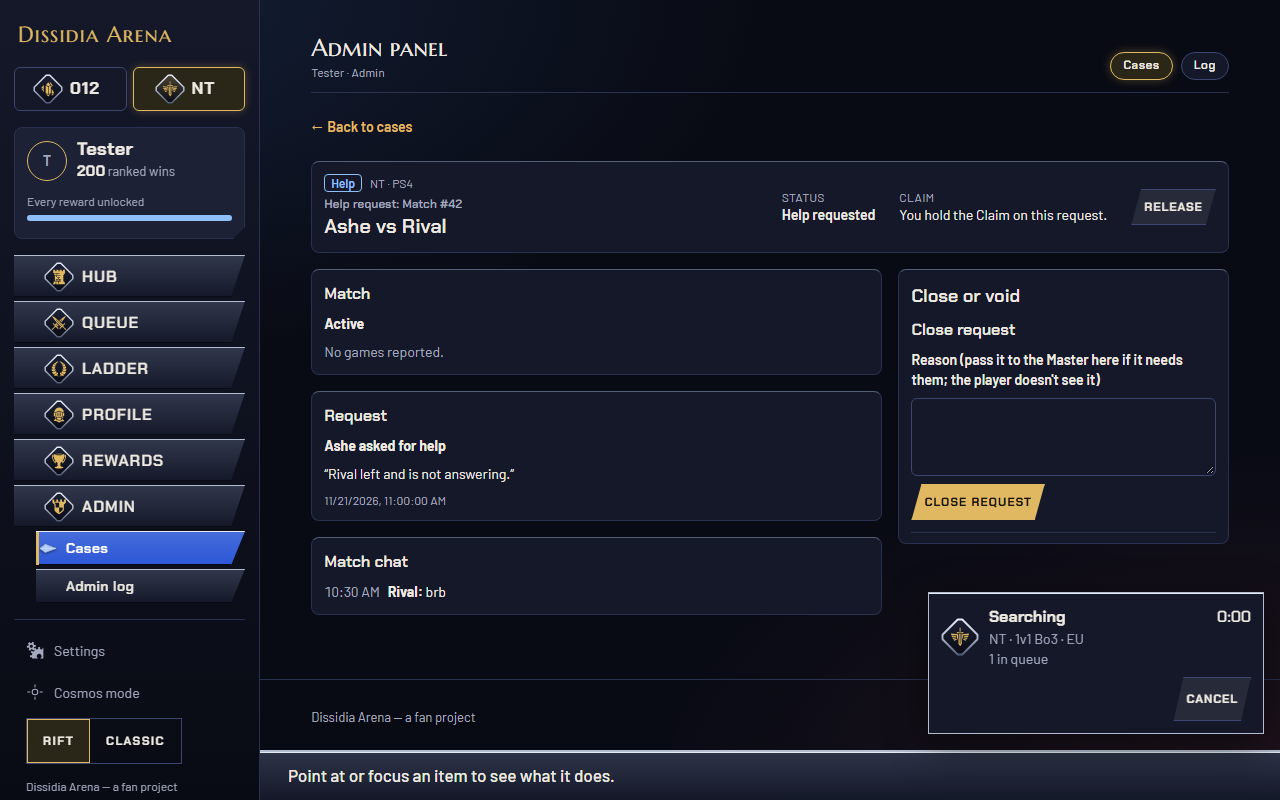 Dissidia Arena
012
NT
T
Tester
200 ranked wins
Every reward unlocked
HUB
QUEUE
LADDER
PROFILE
REWARDS
ADMIN
Cases
Admin log
Settings
Cosmos mode
RIFT
CLASSIC
Dissidia Arena — a fan project
Admin panel
Tester · Admin
Cases
Log
← Back to cases
Help
NT · PS4
Help request: Match #42
Ashe vs Rival
STATUS
Help requested
CLAIM
You hold the Claim on this request.
RELEASE
Match
Active
No games reported.
Request
Ashe asked for help
“Rival left and is not answering.”
11/21/2026, 11:00:00 AM
Match chat
10:30 AM Rival: brb
Close or void
Close request
Reason (pass it to the Master here if it needs
them; the player doesn't see it)
CLOSE REQUEST
Searching
0:00
NT · 1v1 Bo3 · EU
1 in queue
CANCEL
Dissidia Arena — a fan project
Point at or focus an item to see what it does.